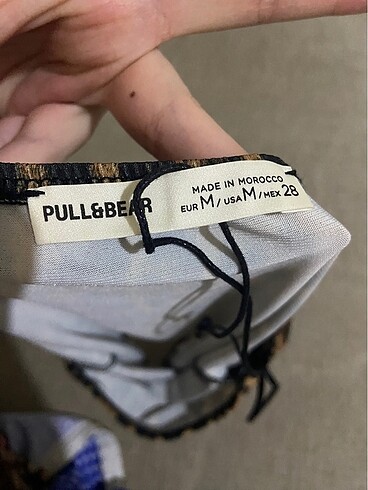 PULL&BEAR
MADE IN MOROCCO
EUR M / USA M / MEX 28